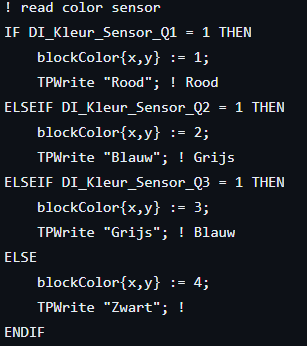 ! read color sensor
IF DI_Kleur_Sensor_Q1 = 1 THEN
    blockColor{x,y} := 1;
    TPWrite "Rood"; ! Rood
ELSEIF DI_Kleur_Sensor_Q2 = 1 THEN
    blockColor{x,y} := 2;
    TPWrite "Blauw"; ! Grijs
ELSEIF DI_Kleur_Sensor_Q3 = 1 THEN
    blockColor{x,y} := 3;
    TPWrite "Grijs"; ! Blauw
ELSE
    blockColor{x,y} := 4;
    TPWrite "Zwart"; !
ENDIF